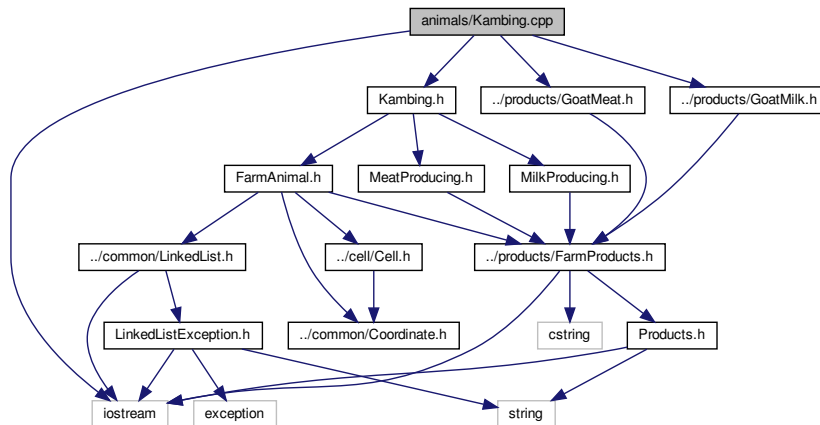 animals/Kambing.cpp
Kambing.h
../products/GoatMeat.h
../products/GoatMilk.h
FarmAnimal.h
MeatProducing.h
MilkProducing.h
../common/LinkedList.h
../cell/Cell.h
../products/FarmProducts.h
LinkedListException.h
../common/Coordinate.h
cstring
Products.h
iostream
exception
string